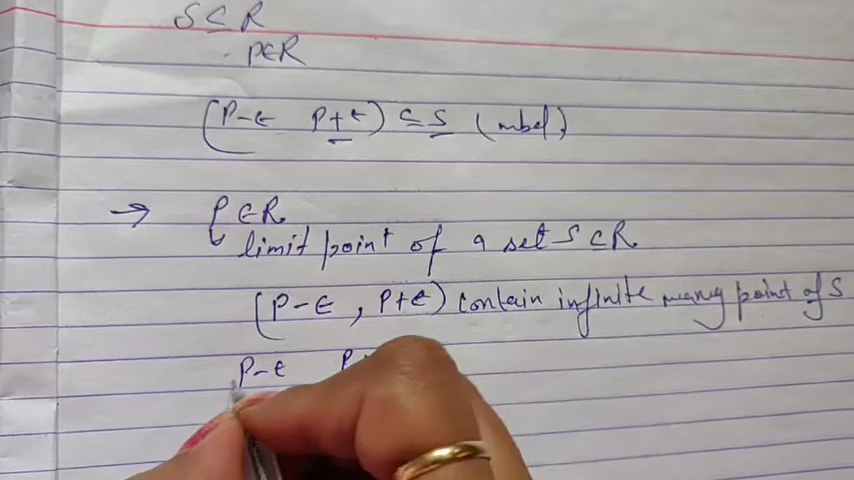 S ⊆ R
P ∈ R
(P-ϵ P+ϵ) ⊆ S (nbd)
→ P ∈ R
↳ limit point of a set S ⊆ R
(P-ϵ, P+ϵ) contain infinite many point of S
P-ϵ P+